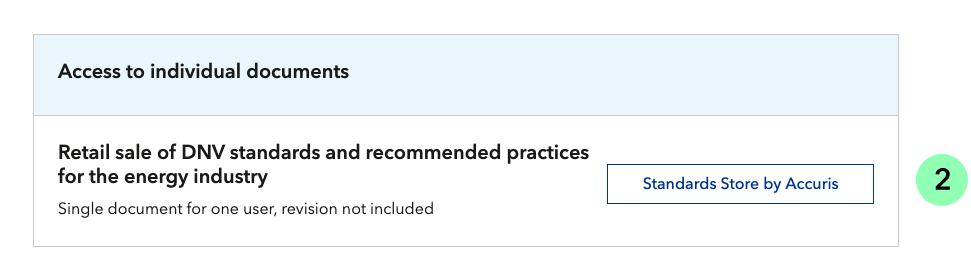 Access to individual documents
Retail sale of DNV standards and recommended practices
for the energy industry
Single document for one user, revision not included
Standards Store by Accuris
2